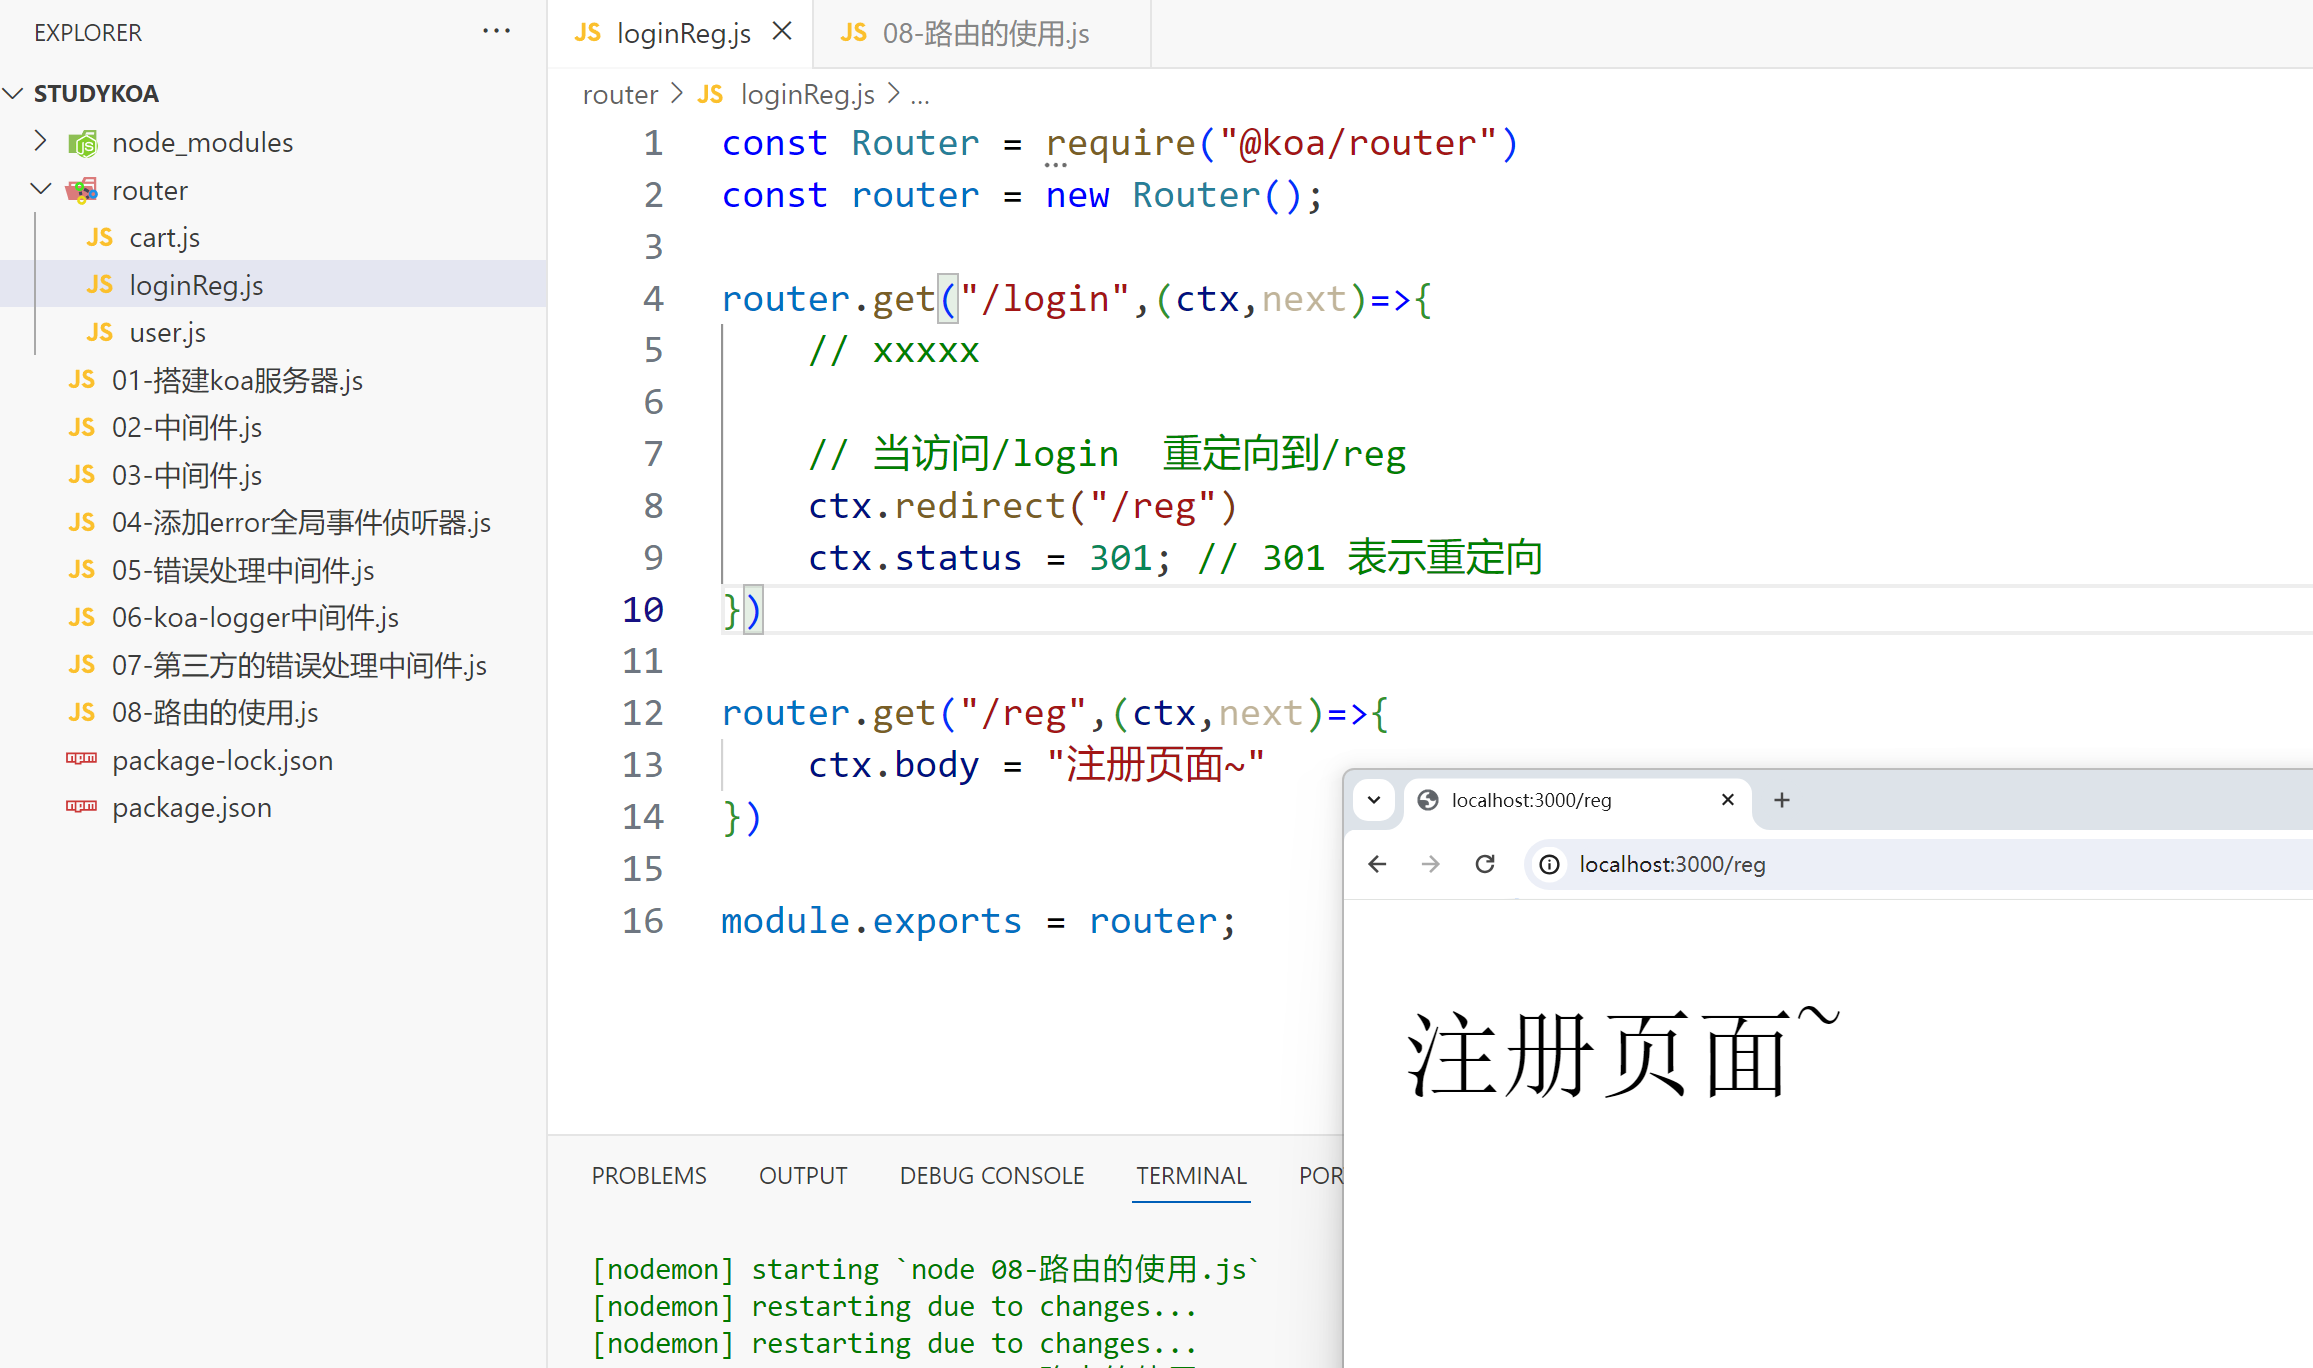 EXPLORER
STUDYKOA
node_modules
router
JS cart.js
JS loginReg.js
JS user.js
JS 01-搭建koa服务器.js
JS 02-中间件.js
JS 03-中间件.js
JS 04-添加error全局事件侦听器.js
JS 05-错误处理中间件.js
JS 06-koa-logger中间件.js
JS 07-第三方的错误处理中间件.js
JS 08-路由的使用.js
package-lock.json
package.json
JS loginReg.js
JS 08-路由的使用.js
router > JS loginReg.js > ...
1 const Router = require("@koa/router")
2 const router = new Router();
3
4 router.get("/login",(ctx,next)=>{
5 // xxxxx
6
7 // 当访问/login  重定向到/reg
8 ctx.redirect("/reg")
9 ctx.status = 301; // 301 表示重定向
10 })
11
12 router.get("/reg",(ctx,next)=>{
13 ctx.body = "注册页面~"
14 })
15
16 module.exports = router;
PROBLEMS OUTPUT DEBUG CONSOLE TERMINAL POR
[nodemon] starting `node 08-路由的使用.js`
[nodemon] restarting due to changes...
[nodemon] restarting due to changes...
localhost:3000/reg
localhost:3000/reg
注册页面~